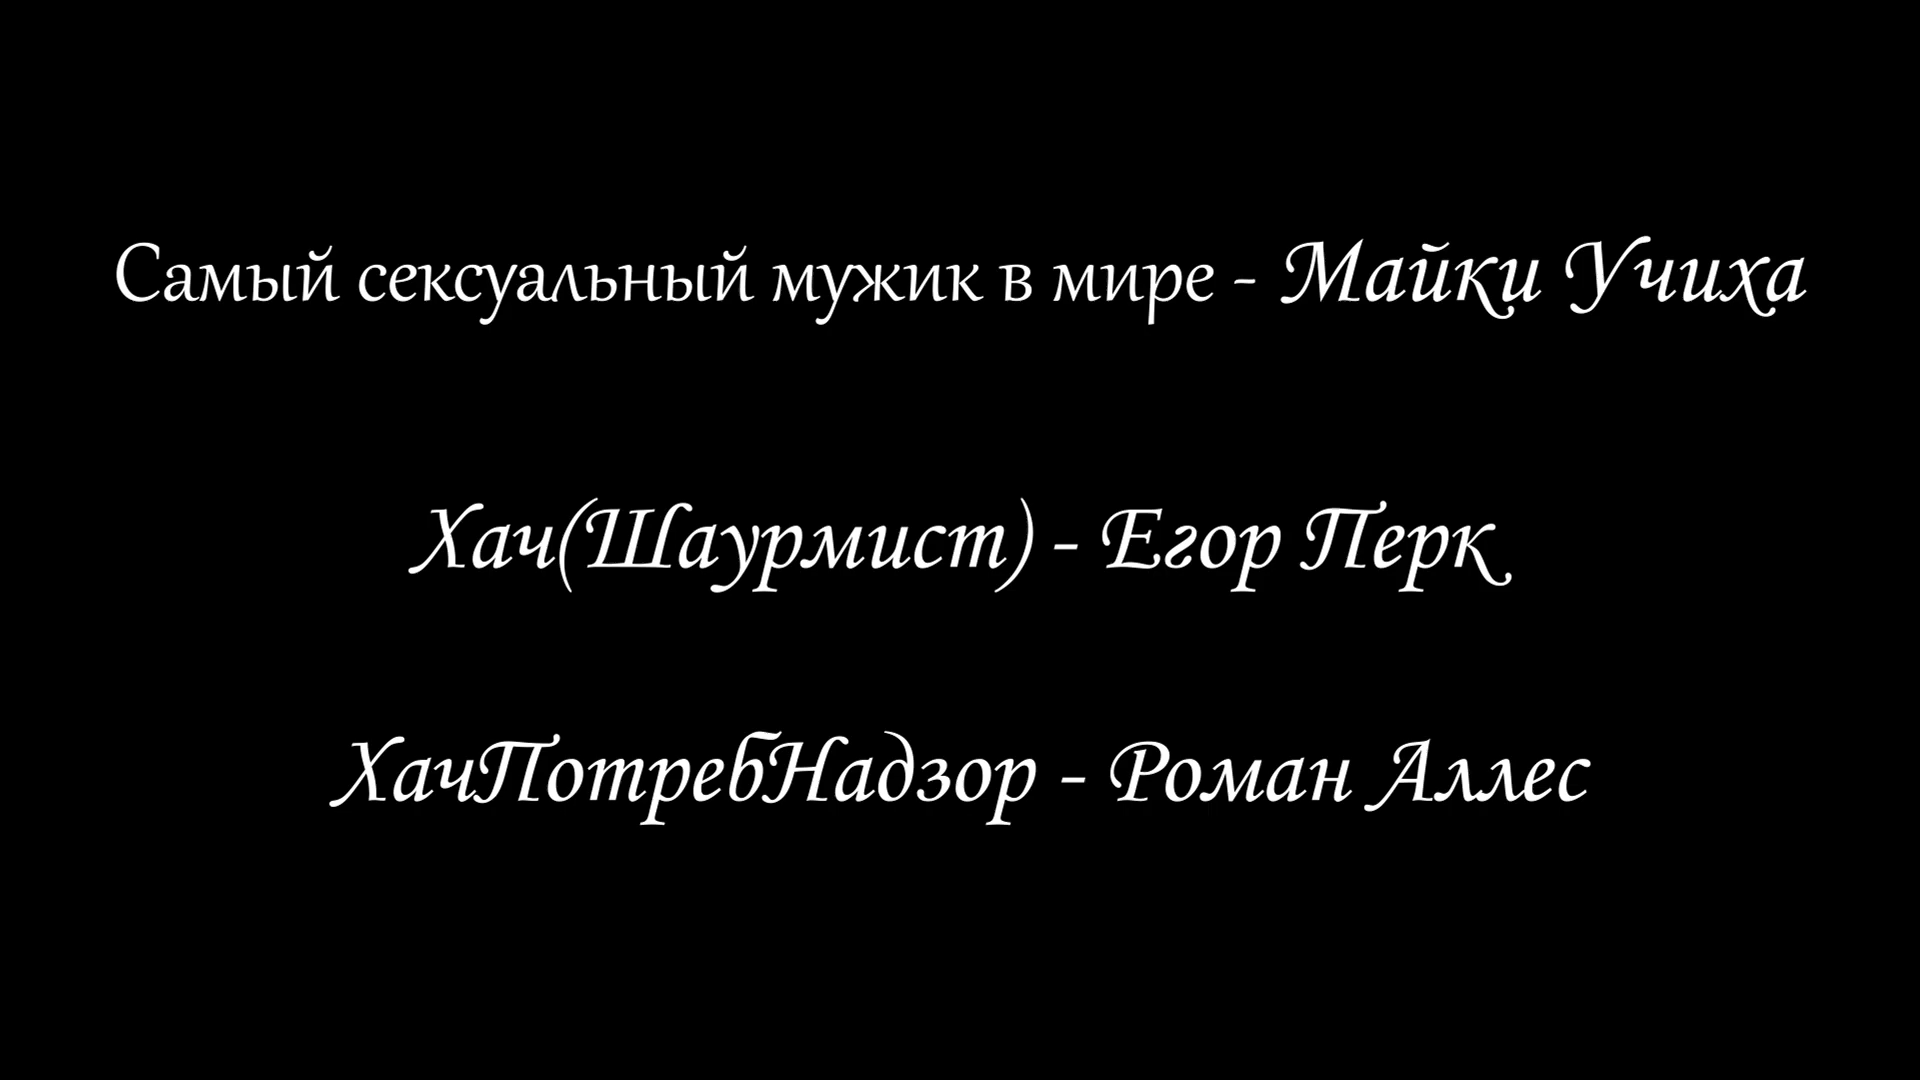 Самый сексуальный мужик в мире - Майки Учиха
Хач(Шаурмист) - Егор Перк
ХачПотребНадзор - Роман Аллес